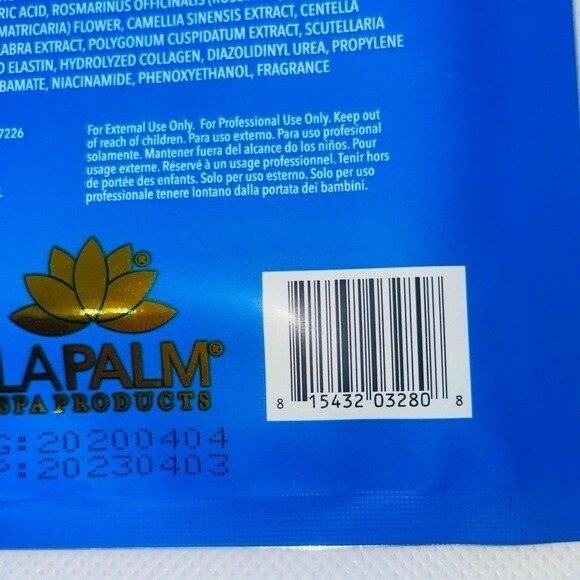 RIC ACID, ROSMARINUS OFFICINALIS
MATRICARIA) FLOWER, CAMELLIA SINENSIS EXTRACT, CENTELLA
ABRA EXTRACT, POLYGONUM CUSPIDATUM EXTRACT, SCUTELLARIA
D ELASTIN, HYDROLYZED COLLAGEN, DIAZOLIDINYL UREA, PROPYLENE
BAMATE, NIACINAMIDE, PHENOXYETHANOL, FRAGRANCE
7226
For External Use Only. For Professional Use Only. Keep out
of reach of children. Para uso externo. Para uso profesional
solamente. Mantener fuera del alcance do los niños. Pour
usage externe. Réservé à un usage professionnel. Tenir hors
de portée des enfants. Solo per uso esterno. Solo per uso
professionale tenere lontano dalla portata dei bambini.
®
LAPALM®
SPA PRODUCTS
G: 20200404
P: 20230403
8 15432 03280 8